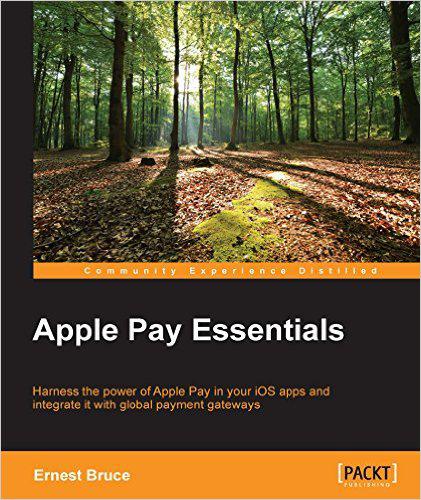 Community Experience Distilled
Apple Pay Essentials
Harness the power of Apple Pay in your iOS apps and
integrate it with global payment gateways
Ernest Bruce
[PACKT]
PUBLISHING